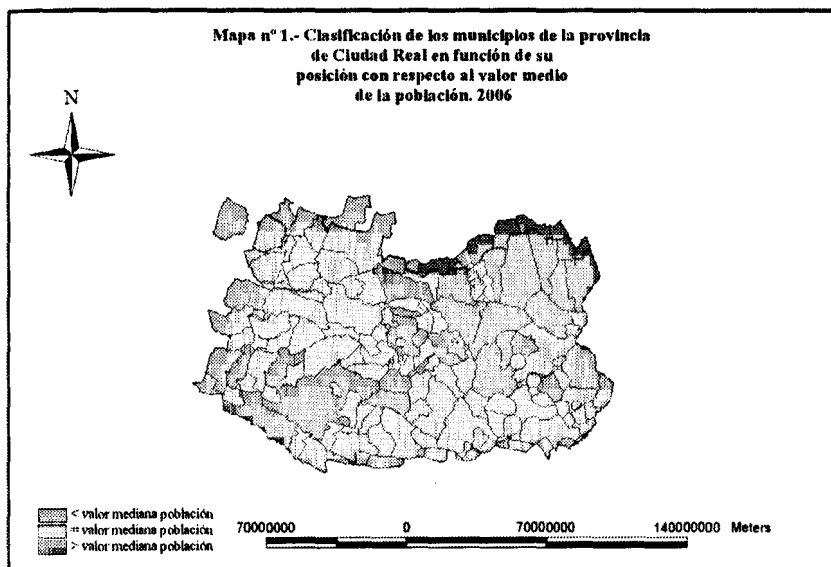 Mapa nº 1.- Clasificación de los municipios de la provincia
de Ciudad Real en función de su
posición con respecto al valor medio
de la población. 2006
N
< valor mediana población
= valor mediana población
> valor mediana población
70000000 0 70000000 140000000 Meters